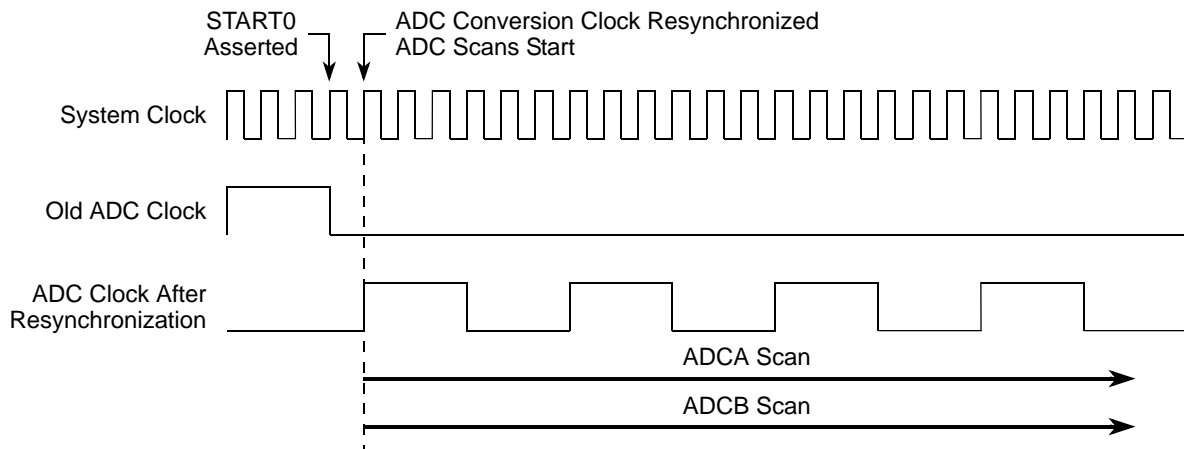 START0
Asserted
ADC Conversion Clock Resynchronized
ADC Scans Start
System Clock
Old ADC Clock
ADC Clock After
Resynchronization
ADCA Scan
ADCB Scan